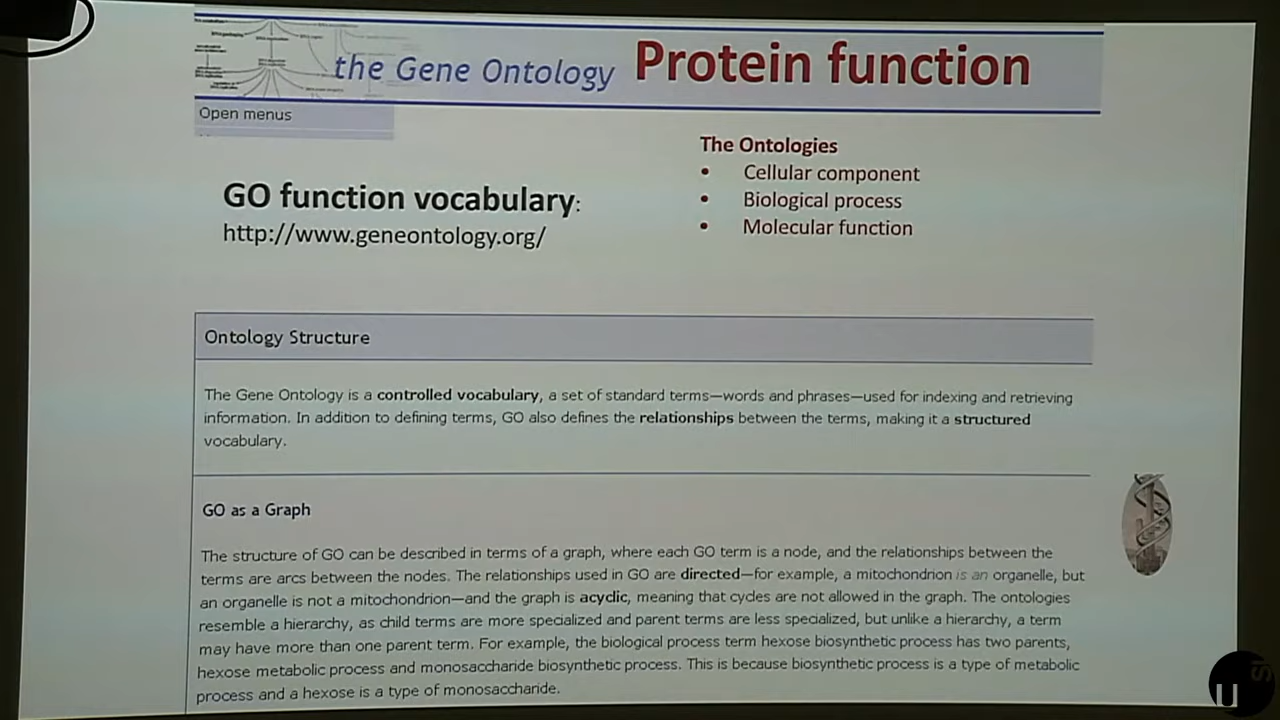 the Gene Ontology Protein function
Open menus
The Ontologies
• Cellular component
• Biological process
• Molecular function
GO function vocabulary:
http://www.geneontology.org/
Ontology Structure
The Gene Ontology is a controlled vocabulary, a set of standard terms—words and phrases—used for indexing and retrieving
information. In addition to defining terms, GO also defines the relationships between the terms, making it a structured
vocabulary.
GO as a Graph
The structure of GO can be described in terms of a graph, where each GO term is a node, and the relationships between the
terms are arcs between the nodes. The relationships used in GO are directed—for example, a mitochondrion is an organelle, but
an organelle is not a mitochondrion—and the graph is acyclic, meaning that cycles are not allowed in the graph. The ontologies
resemble a hierarchy, as child terms are more specialized and parent terms are less specialized, but unlike a hierarchy, a term
may have more than one parent term. For example, the biological process term hexose biosynthetic process has two parents,
hexose metabolic process and monosaccharide biosynthetic process. This is because biosynthetic process is a type of metabolic
process and a hexose is a type of monosaccharide.
U